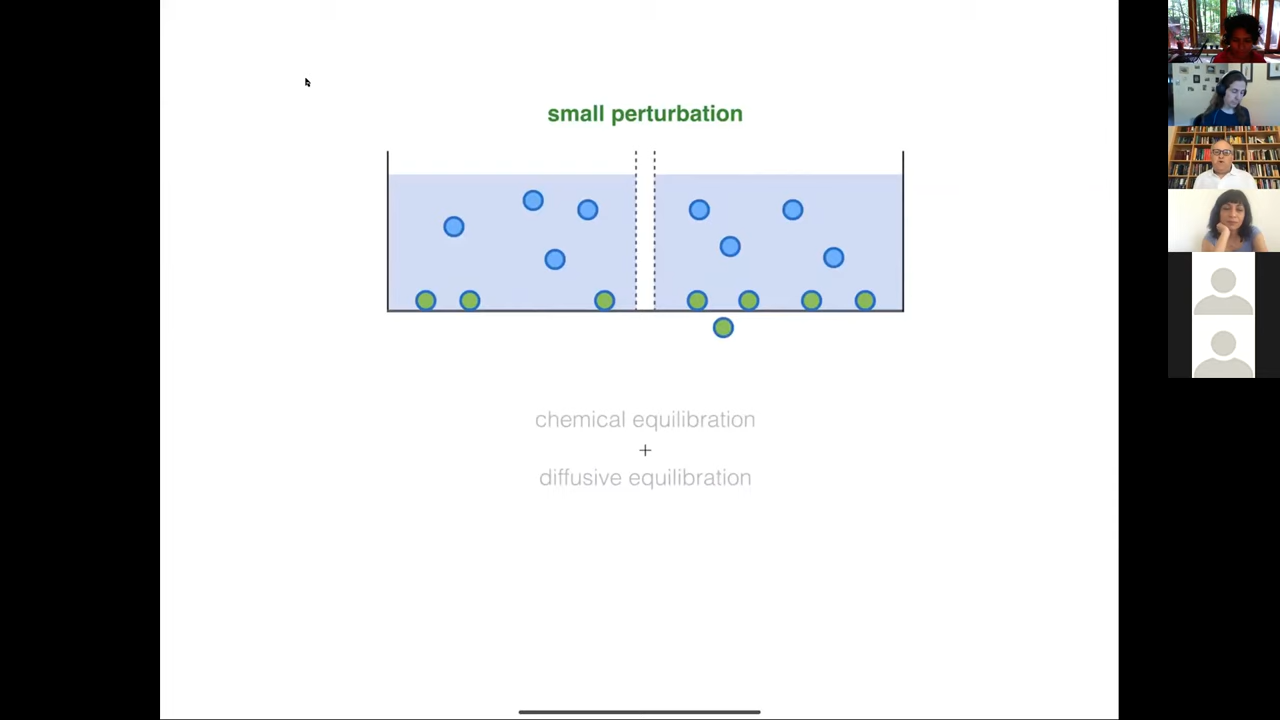 small perturbation
chemical equilibration
+
diffusive equilibration